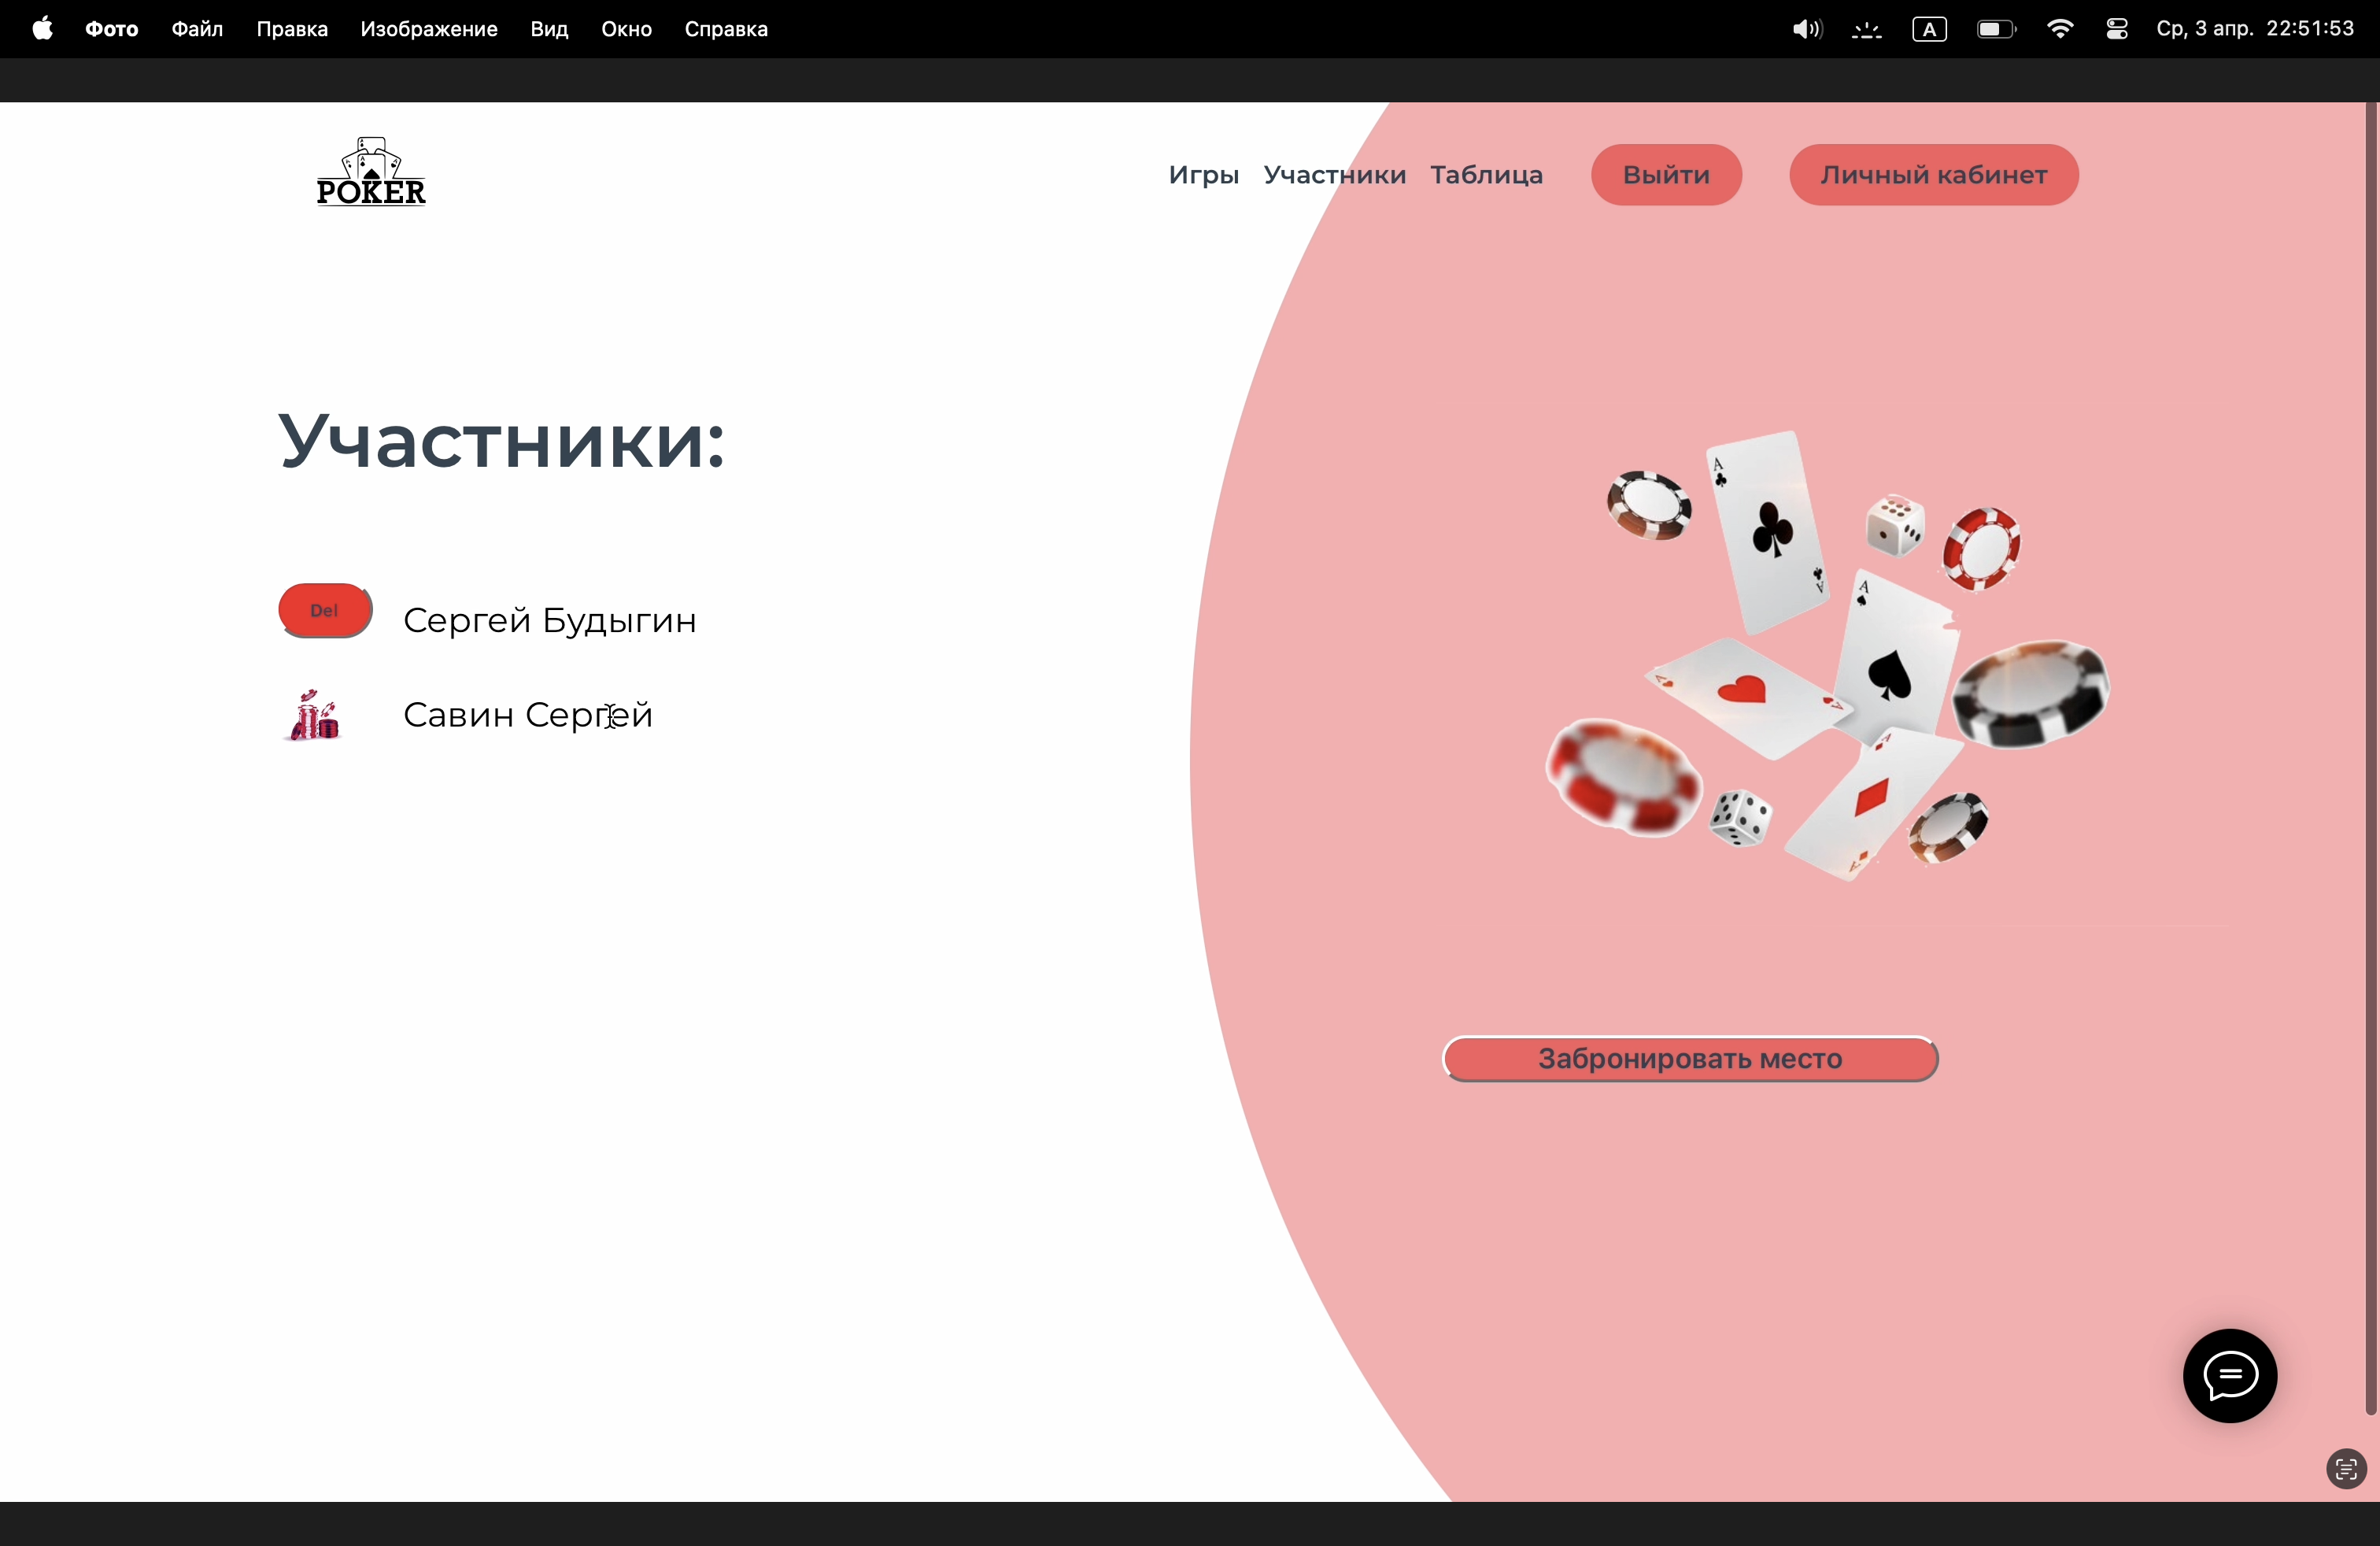 Фото Файл Правка Изображение Вид Окно Справка A Ср, 3 апр. 22:51:53
POKER
Игры Участники Таблица Выйти Личный кабинет
Участники:
Del Сергей Будыгин
Савин Сергей
A
A
A
A
A
A
A
Забронировать место